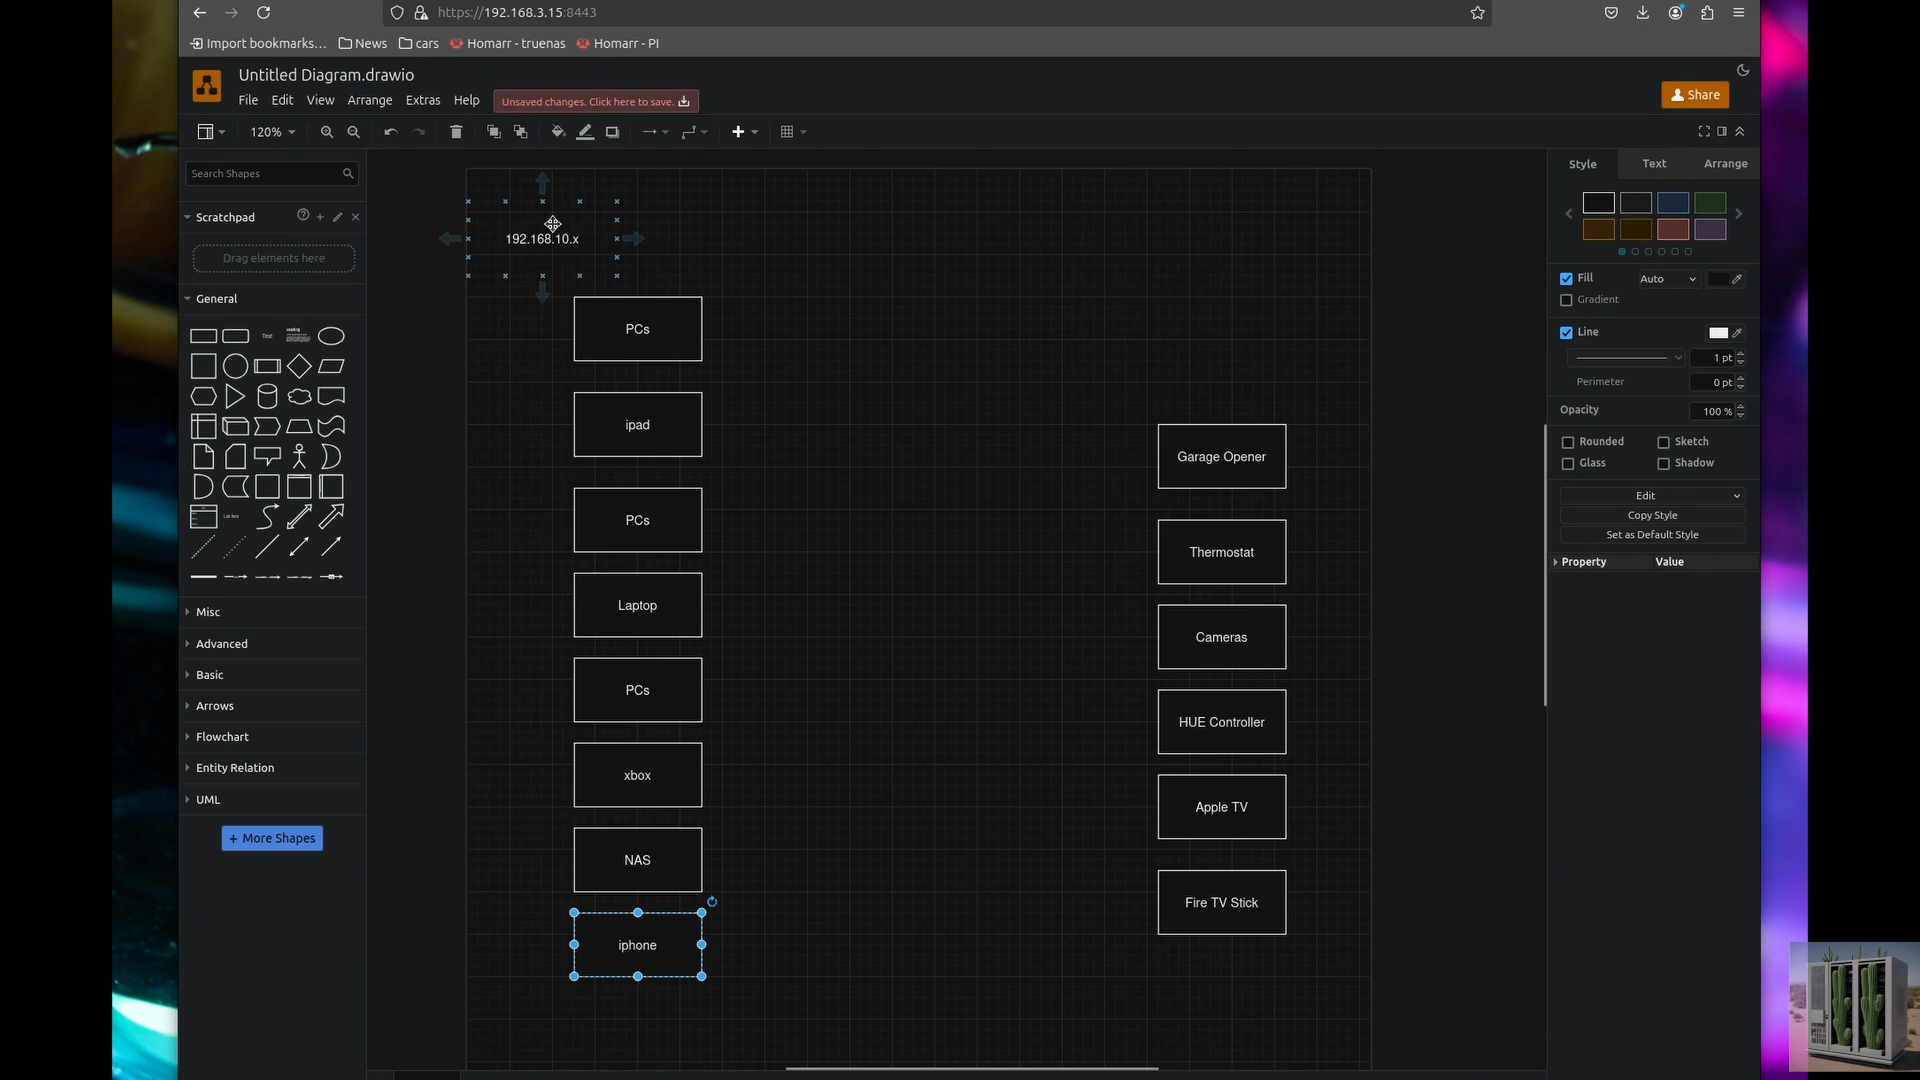 https://192.168.3.15:8443
Import bookmarks... News cars Homarr - truenas Homarr - PI
Untitled Diagram.drawio
File Edit View Arrange Extras Help Unsaved changes. Click here to save.
Share
120%
Search Shapes
Style Text Arrange
Scratchpad
Drag elements here
General
Text
Heading
List Item
Misc
Advanced
Basic
Arrows
Flowchart
Entity Relation
UML
+ More Shapes
192.168.10.x
PCs
ipad
PCs
Laptop
PCs
xbox
NAS
iphone
Garage Opener
Thermostat
Cameras
HUE Controller
Apple TV
Fire TV Stick
Fill Auto
Gradient
Line
1 pt
Perimeter 0 pt
Opacity 100 %
Rounded Sketch
Glass Shadow
Edit
Copy Style
Set as Default Style
Property Value